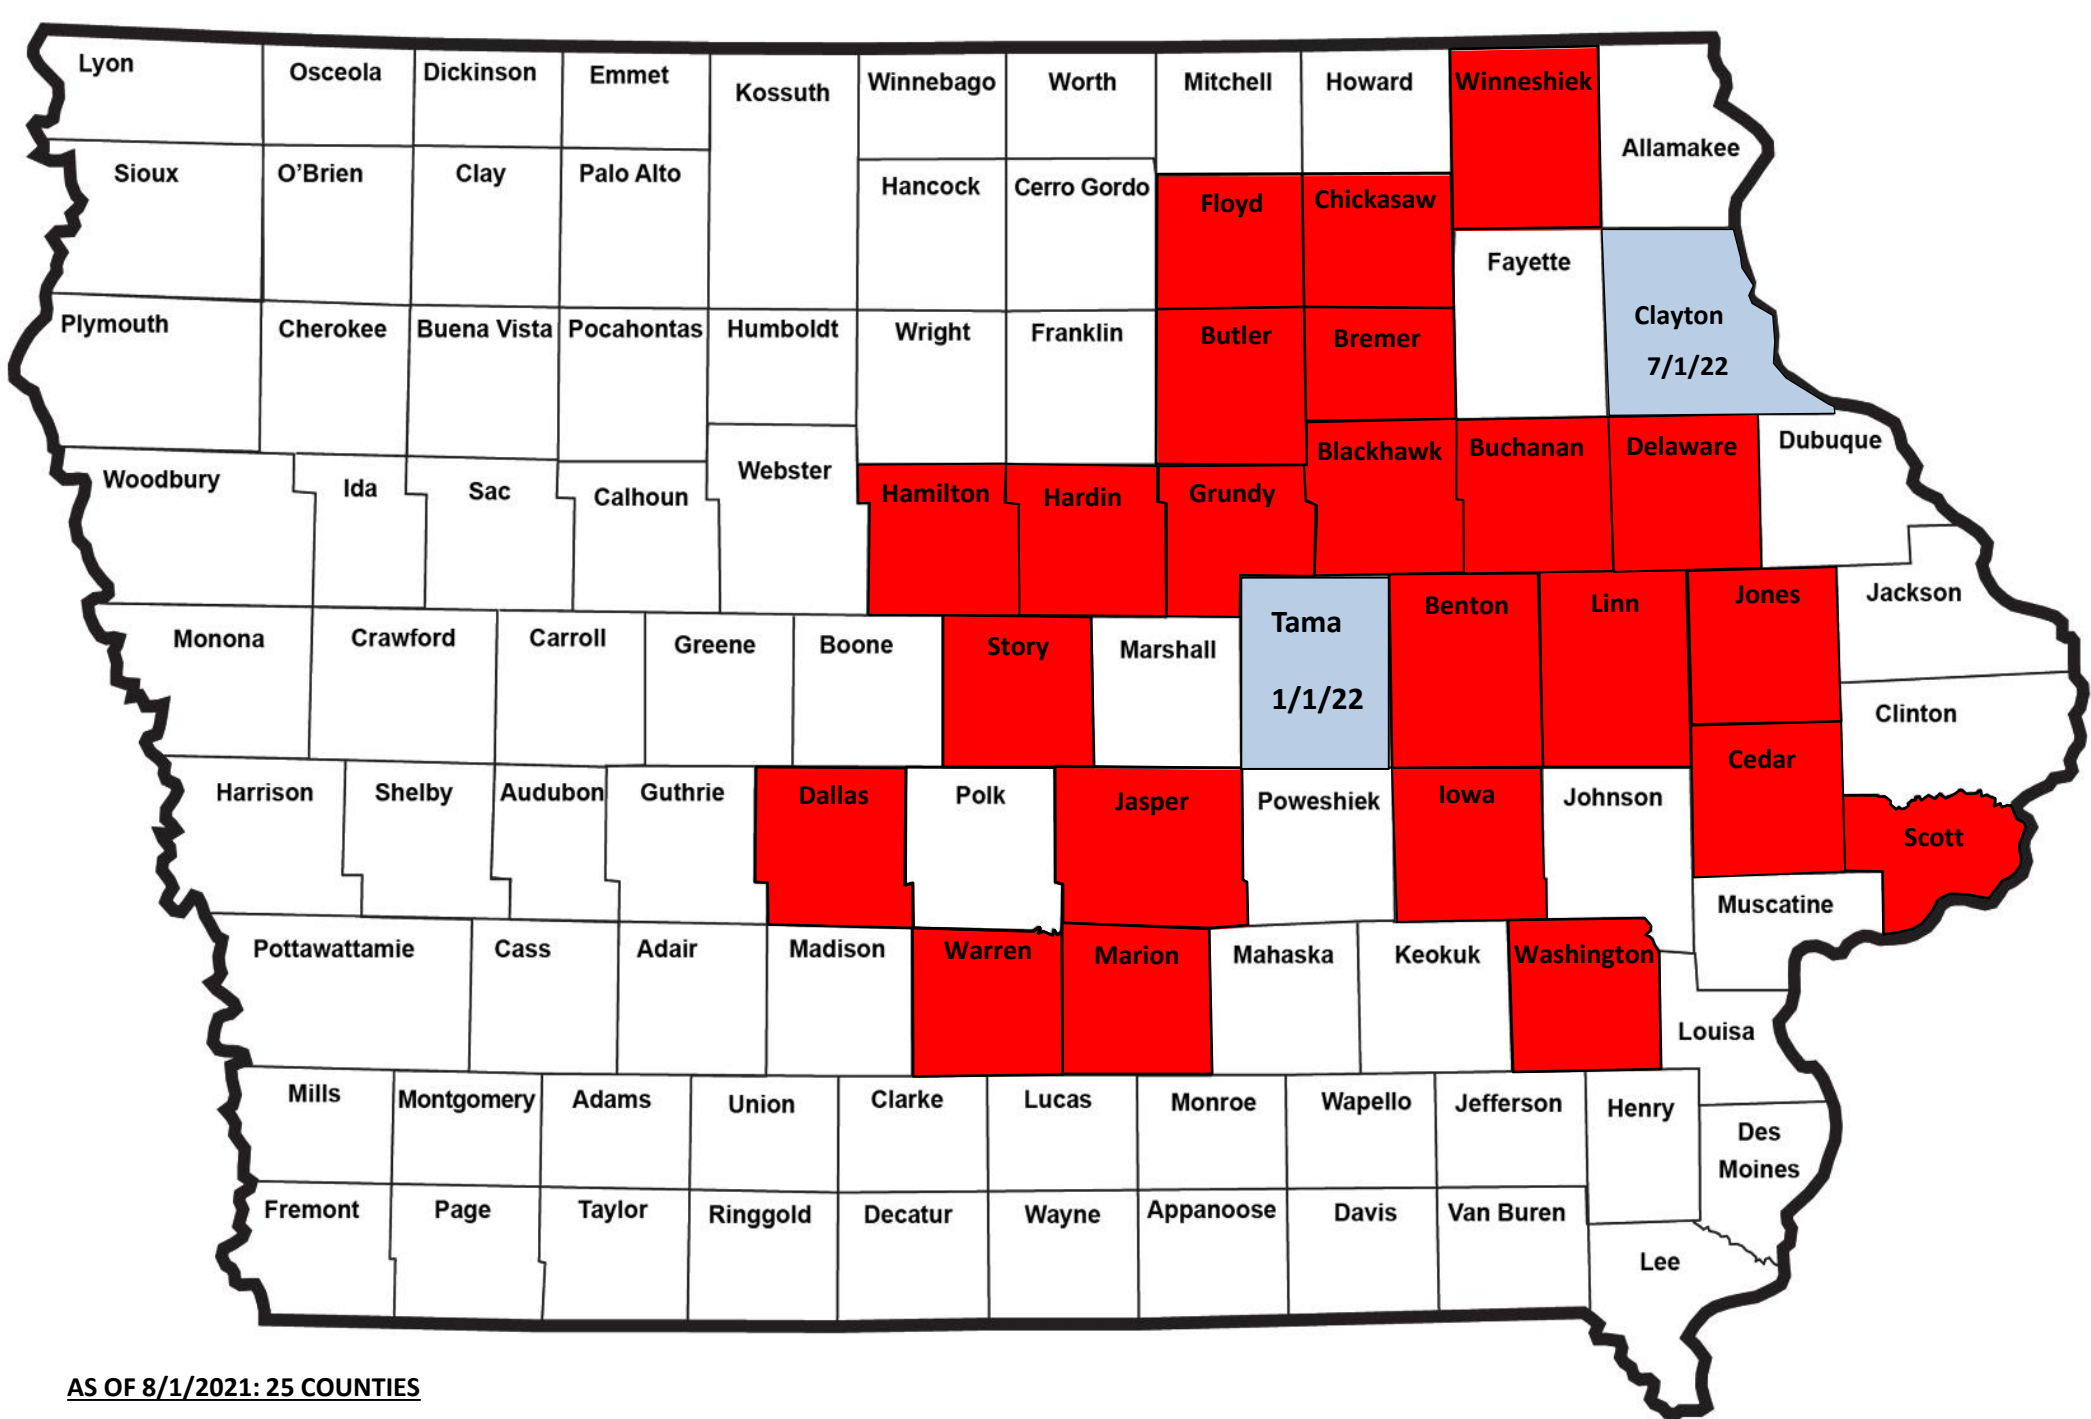 Lyon
Osceola
Dickinson
Emmet
Kossuth
Winnebago
Worth
Mitchell
Howard
Winneshiek
Allamakee
Sioux
O'Brien
Clay
Palo Alto
Hancock
Cerro Gordo
Floyd
Chickasaw
Fayette
Clayton
7/1/22
Plymouth
Cherokee
Buena Vista
Pocahontas
Humboldt
Wright
Franklin
Butler
Bremer
Woodbury
Ida
Sac
Calhoun
Webster
Hamilton
Hardin
Grundy
Blackhawk
Buchanan
Delaware
Dubuque
Monona
Crawford
Carroll
Greene
Boone
Story
Marshall
Tama
1/1/22
Benton
Linn
Jones
Jackson
Clinton
Harrison
Shelby
Audubon
Guthrie
Dallas
Polk
Jasper
Poweshiek
Iowa
Johnson
Cedar
Scott
Muscatine
Pottawattamie
Cass
Adair
Madison
Warren
Marion
Mahaska
Keokuk
Washington
Louisa
Mills
Montgomery
Adams
Union
Clarke
Lucas
Monroe
Wapello
Jefferson
Henry
Des
Moines
Fremont
Page
Taylor
Ringgold
Decatur
Wayne
Appanoose
Davis
Van Buren
Lee
AS OF 8/1/2021: 25 COUNTIES